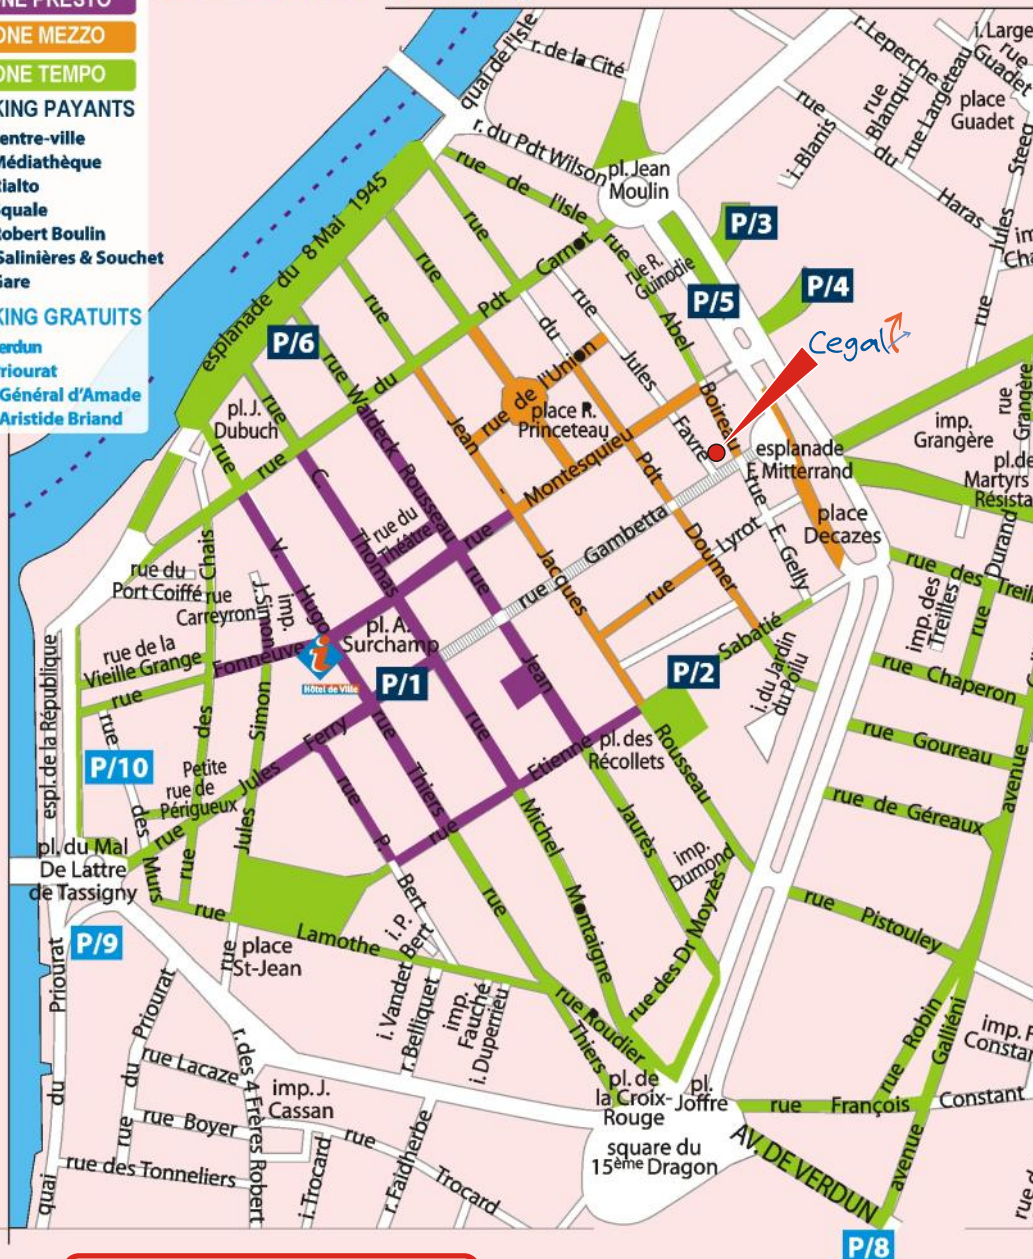 ONE PRESTO
ONE MEZZO
ONE TEMPO
KING PAYANTS
entre-ville
Médiathèque
Rialto
quale
Robert Boulin
Salinières & Souchet
Gare
KING GRATUITS
erdun
riourat
Général d'Amade
Aristide Briand
quai de l'Isle
r. de la Cité
r. du Pdt Wilson
pl. Jean
Moulin
r. Leperche
i. Large
rue
Guadet
rue
Blanqui
rue Largeteau
place
Guadet
i. Blanis
rue du Haras
rue Jules Steeg
im
Cha
esplanade du 8 Mai 1945
rue de l'Isle
rue
rue
rue
rue du Pdt Carnot
rue Abel Boireau
rue R.
Guinodie
P/3
P/4
P/5
P/6
Cegal
rue Jules Favre
rue de l'Union
place R.
Princeteau
rue Montesquieu
du Pdt Doumer
Jean Jacques Rousseau
rue Waldeck Rousseau
pl. J.
Dubuch
rue V. Hugo
rue C. Thomas
rue du
Théâtre
rue Gambetta
esplanade
F. Mitterrand
rue E. Gelly
place
Decazes
rue Lyrot
Sabatié
imp.
Grangère
rue Grangère
pl. de
Martyrs
Résista
rue Durand
rue des Treill
imp. des
Treilles
rue Chaperon
rue Goureau
rue de Géreaux
rue Pistouley
avenue Galliéni
rue Robin
imp. F
Constan
rue François Constant
rue du
Port Coiffé
rue
Carreyron
rue des Chais
J. Simon
imp.
rue de la
Vieille Grange
rue Fonneuve
i
Hôtel de Ville
pl. A.
Surchamp
P/1
P/2
i. du Jardin
du Poilu
espl. de la République
P/10
rue des Murs
Petite
rue de
Périgueux
rue Jules Ferry
Jules Simon
rue Thiers
rue P. Bert
rue Michel Montaigne
rue Jean Jaurès
rue Etienne
pl. des
Récollets
imp.
Dumond
rue des Dr Moyzès
pl. du Mal
De Lattre
de Tassigny
P/9
quai du Priourat
rue du Priourat
rue Lamothe
place
St-Jean
i. P.
Bert
i. Vandet
r. Belliquet
imp.
Fauché
i. Duperrieu
rue Roudier
rue Lacaze
rue Boyer
rue des Tonneliers
r. des 4 Frères Robert
imp. J.
Cassan
i. Trocard
rue Trocard
r. Faidherbe
pl. de
la Croix-
Rouge
pl.
Joffre
square du
15ème Dragon
AV. DE VERDUN
P/8